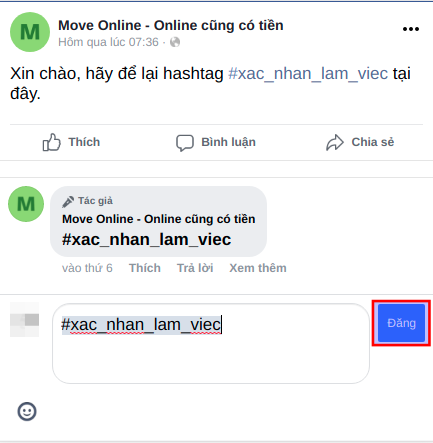 M
Move Online - Online cũng có tiền
Hôm qua lúc 07:36 ·
Xin chào, hãy để lại hashtag #xac_nhan_lam_viec tại
đây.
Thích Bình luận Chia sẻ
M
Tác giả
Move Online - Online cũng có tiền
#xac_nhan_lam_viec
vào thứ 6 Thích Trả lời Xem thêm
#xac_nhan_lam_viec
Đăng